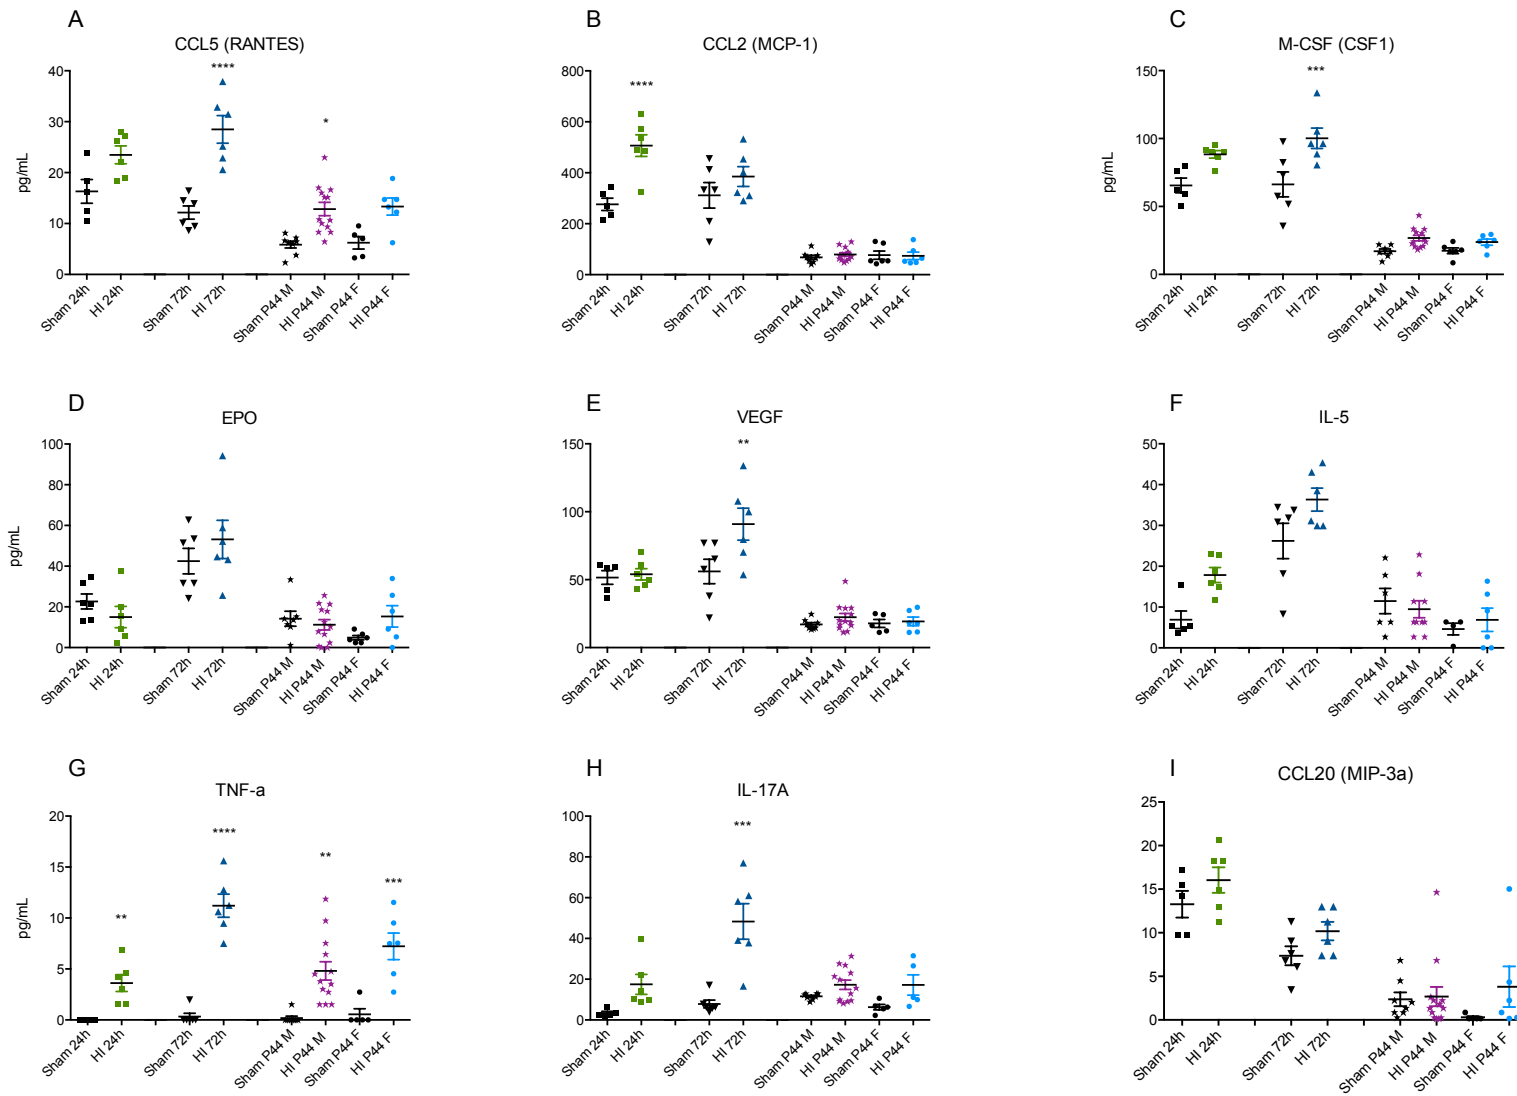 A
CCL5 (RANTES)
****
*
pg/mL
40
30
20
10
0
Sham 24h
HI 24h
Sham 72h
HI 72h
Sham P44 M
HI P44 M
Sham P44 F
HI P44 F
B
CCL2 (MCP-1)
****
800
600
400
200
0
Sham 24h
HI 24h
Sham 72h
HI 72h
Sham P44 M
HI P44 M
Sham P44 F
HI P44 F
C
M-CSF (CSF1)
***
pg/mL
150
100
50
0
Sham 24h
HI 24h
Sham 72h
HI 72h
Sham P44 M
HI P44 M
Sham P44 F
HI P44 F
D
EPO
pg/mL
100
80
60
40
20
0
Sham 24h
HI 24h
Sham 72h
HI 72h
Sham P44 M
HI P44 M
Sham P44 F
HI P44 F
E
VEGF
**
150
100
50
0
Sham 24h
HI 24h
Sham 72h
HI 72h
Sham P44 M
HI P44 M
Sham P44 F
HI P44 F
F
IL-5
50
40
30
20
10
0
Sham 24h
HI 24h
Sham 72h
HI 72h
Sham P44 M
HI P44 M
Sham P44 F
HI P44 F
G
TNF-a
**
****
**
***
pg/mL
20
15
10
5
0
Sham 24h
HI 24h
Sham 72h
HI 72h
Sham P44 M
HI P44 M
Sham P44 F
HI P44 F
H
IL-17A
***
100
80
60
40
20
0
Sham 24h
HI 24h
Sham 72h
HI 72h
Sham P44 M
HI P44 M
Sham P44 F
HI P44 F
I
CCL20 (MIP-3a)
25
20
15
10
5
0
Sham 24h
HI 24h
Sham 72h
HI 72h
Sham P44 M
HI P44 M
Sham P44 F
HI P44 F